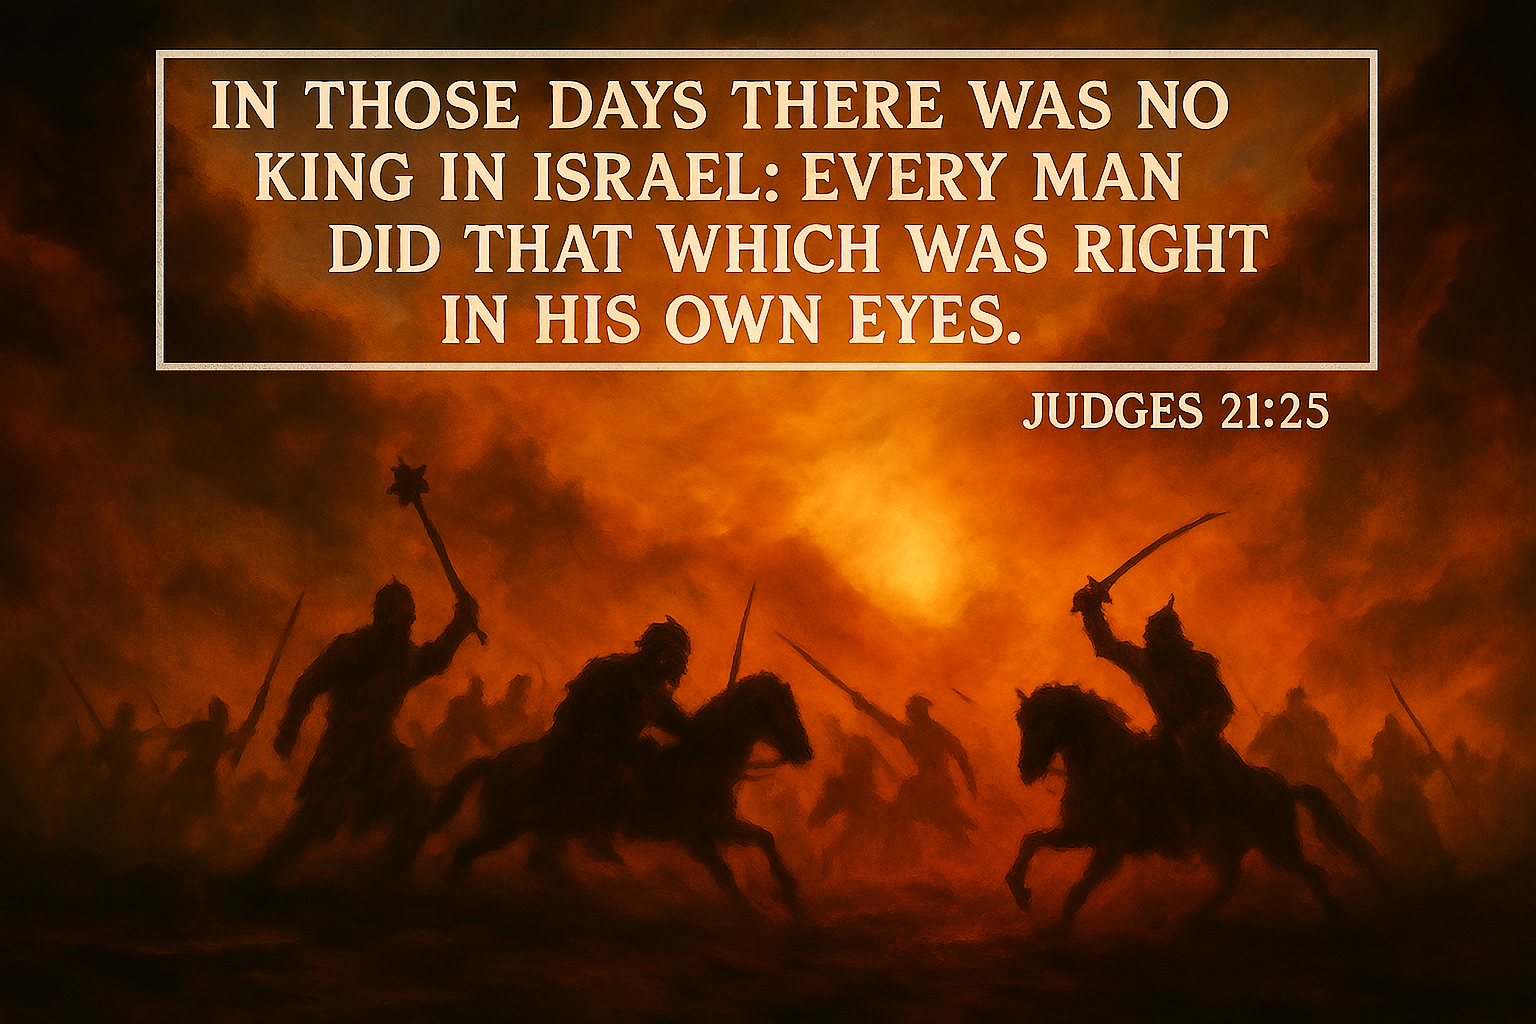 IN THOSE DAYS THERE WAS NO
KING IN ISRAEL: EVERY MAN
DID THAT WHICH WAS RIGHT
IN HIS OWN EYES.
JUDGES 21:25